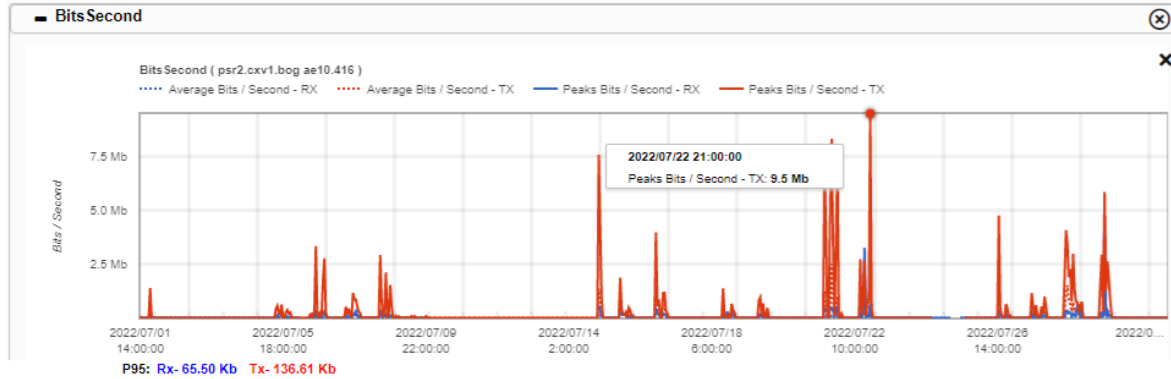 BitsSecond
BitsSecond ( psr2.cxv1.bog ae10.416 )
Average Bits / Second - RX Average Bits / Second - TX Peaks Bits / Second - RX Peaks Bits / Second - TX
7.5 Mb
5.0 Mb
2.5 Mb
Bits / Second
2022/07/22 21:00:00
Peaks Bits / Second - TX: 9.5 Mb
2022/07/01 2022/07/05 2022/07/09 2022/07/14 2022/07/18 2022/07/22 2022/07/26 2022/0...
14:00:00 18:00:00 22:00:00 2:00:00 6:00:00 10:00:00 14:00:00
P95: Rx- 65.50 Kb Tx- 136.61 Kb